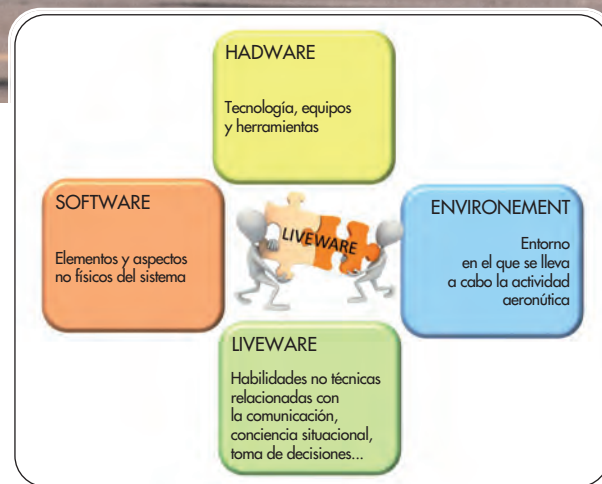 HADWARE
Tecnología, equipos
y herramientas
SOFTWARE
Elementos y aspectos
no físicos del sistema
LIVEWARE
ENVIRONEMENT
Entorno
en el que se lleva
a cabo la actividad
aeronútica
LIVEWARE
Habilidades no técnicas
relacionadas con
la comunicación,
conciencia situacional,
toma de decisiones...